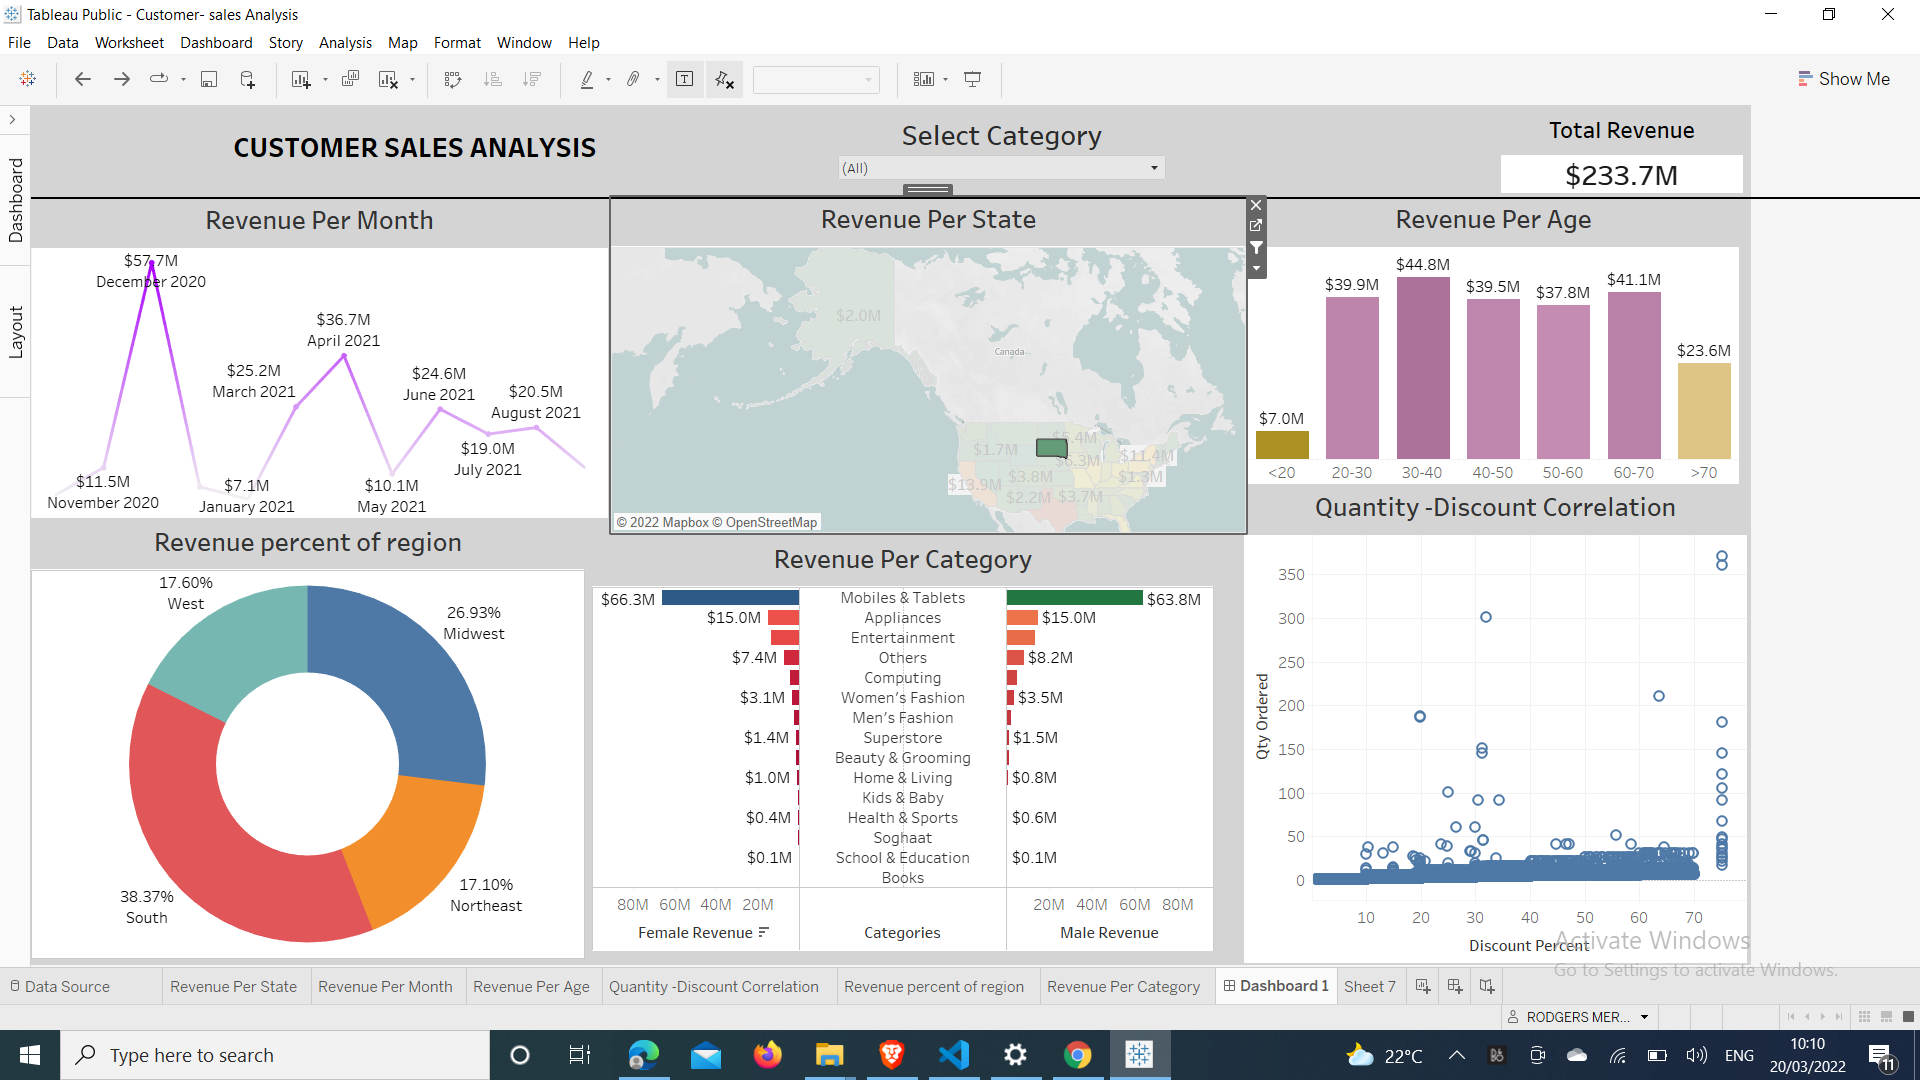 Tableau Public - Customer- sales Analysis
File Data Worksheet Dashboard Story Analysis Map Format Window Help
Show Me
Dashboard
Layout
CUSTOMER SALES ANALYSIS
Select Category
(All)
Total Revenue
$233.7M
Revenue Per Month
$57.7M
December 2020
$36.7M
April 2021
$25.2M
March 2021
$24.6M
June 2021
$20.5M
August 2021
$19.0M
July 2021
$11.5M
November 2020
$7.1M
January 2021
$10.1M
May 2021
Revenue Per State
$2.0M
Canada
$5.4M
$1.7M
$6.3M
$11.4M
$3.8M
$1.3M
$13.9M
$2.2M
$3.7M
© 2022 Mapbox © OpenStreetMap
Revenue Per Age
$7.0M
$39.9M
$44.8M
$39.5M
$37.8M
$41.1M
$23.6M
<20 20-30 30-40 40-50 50-60 60-70 >70
Revenue percent of region
17.60%
West
26.93%
Midwest
38.37%
South
17.10%
Northeast
Revenue Per Category
$66.3M Mobiles & Tablets $63.8M
$15.0M Appliances $15.0M
Entertainment
$7.4M Others $8.2M
Computing
$3.1M Women's Fashion $3.5M
Men's Fashion
$1.4M Superstore $1.5M
Beauty & Grooming
$1.0M Home & Living $0.8M
Kids & Baby
$0.4M Health & Sports $0.6M
Soghaat
$0.1M School & Education $0.1M
Books
80M 60M 40M 20M 20M 40M 60M 80M
Female Revenue Categories Male Revenue
Quantity -Discount Correlation
Qty Ordered
350
300
250
200
150
100
50
0
10 20 30 40 50 60 70
Discount Percent
Activate Windows
Go to Settings to activate Windows.
Data Source Revenue Per State Revenue Per Month Revenue Per Age Quantity -Discount Correlation Revenue percent of region Revenue Per Category Dashboard 1 Sheet 7
RODGERS MER...
Type here to search
22°C
ENG
10:10
20/03/2022
11